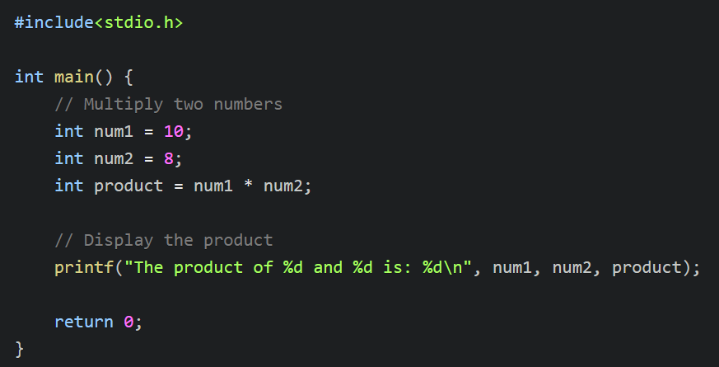 #include<stdio.h>
int main() {
    // Multiply two numbers
    int num1 = 10;
    int num2 = 8;
    int product = num1 * num2;
    // Display the product
    printf("The product of %d and %d is: %d\n", num1, num2, product);
    return 0;
}